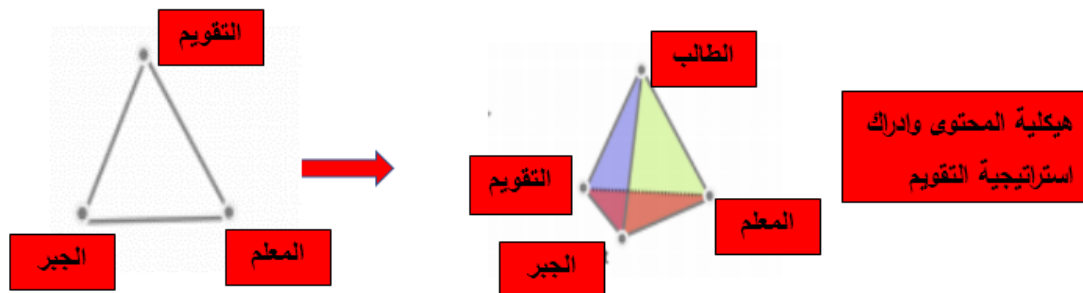 التقويم
الطالب
هيكلية المحتوى وادراك
استراتيجية التقويم
التقويم
المعلم
الجبر
المعلم
الجبر